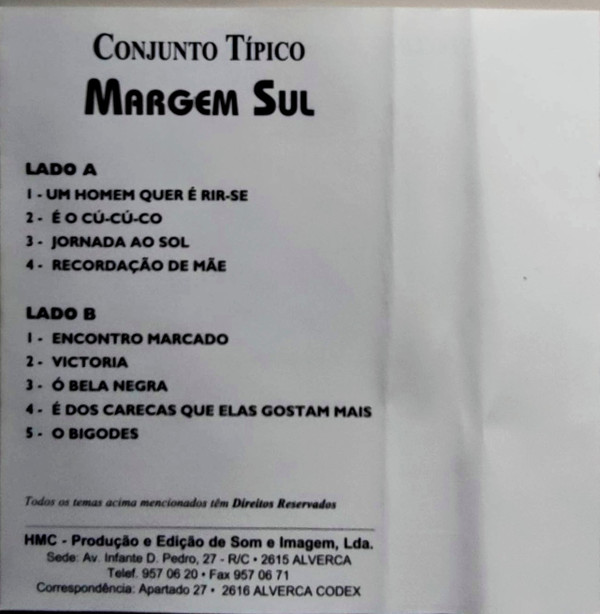 CONJUNTO TÍPICO
MARGEM SUL
LADO A
1 - UM HOMEM QUER É RIR-SE
2 - É O CÚ-CÚ-CO
3 - JORNADA AO SOL
4 - RECORDAÇÃO DE MÃE
LADO B
1 - ENCONTRO MARCADO
2 - VICTORIA
3 - Ó BELA NEGRA
4 - É DOS CARECAS QUE ELAS GOSTAM MAIS
5 - O BIGODES
Todos os temas acima mencionados têm Direitos Reservados
HMC - Produção e Edição de Som e Imagem, Lda.
Sede: Av. Infante D. Pedro, 27 - R/C • 2615 ALVERCA
Telef. 957 06 20 • Fax 957 06 71
Correspondência: Apartado 27 • 2616 ALVERCA CODEX